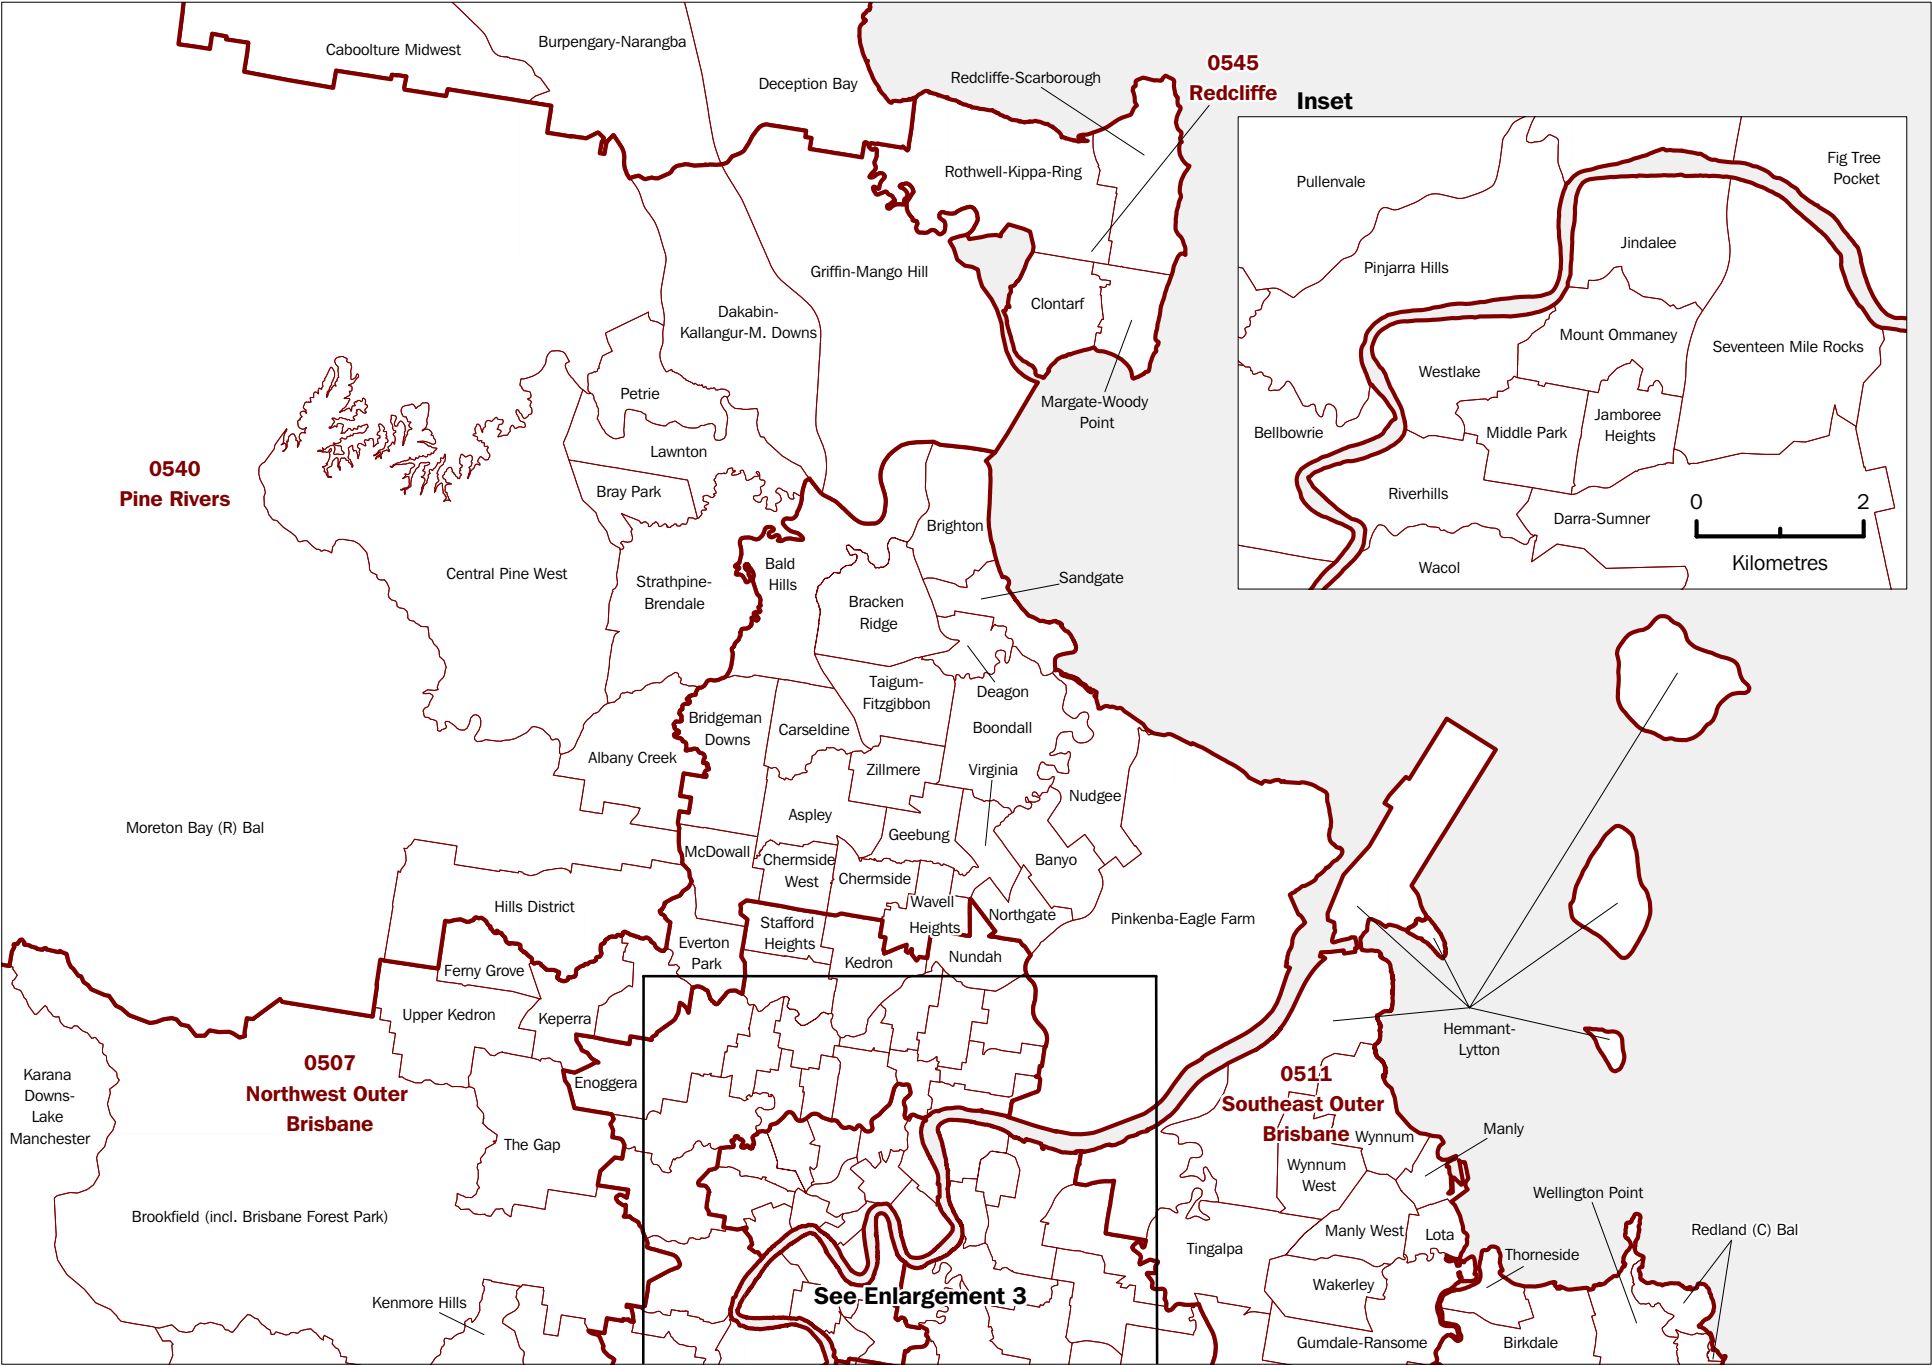 Caboolture Midwest
Burpengary-Narangba
Deception Bay
Redcliffe-Scarborough
0545
Redcliffe
Inset
Rothwell-Kippa-Ring
Griffin-Mango Hill
Clontarf
Dakabin-
Kallangur-M. Downs
Margate-Woody
Point
Petrie
Lawnton
Bray Park
0540
Pine Rivers
Central Pine West
Strathpine-
Brendale
Bald
Hills
Brighton
Sandgate
Bracken
Ridge
Deagon
Taigum-
Fitzgibbon
Bridgeman
Downs
Carseldine
Boondall
Albany Creek
Zillmere
Virginia
Nudgee
Moreton Bay (R) Bal
Aspley
Geebung
McDowall
Chermside
West
Chermside
Banyo
Hills District
Wavell
Heights
Northgate
Pinkenba-Eagle Farm
Stafford
Heights
Everton
Park
Kedron
Nundah
Ferny Grove
Upper Kedron
Keperra
Hemmant-
Lytton
0507
Northwest Outer
Brisbane
Karana
Downs-
Lake
Manchester
Enoggera
0511
Southeast Outer
Brisbane
The Gap
Wynnum
Manly
Wynnum
West
Wellington Point
Brookfield (incl. Brisbane Forest Park)
Manly West
Lota
Redland (C) Bal
Tingalpa
Thorneside
Wakerley
See Enlargement 3
Kenmore Hills
Gumdale-Ransome
Birkdale
Pullenvale
Fig Tree
Pocket
Jindalee
Pinjarra Hills
Mount Ommaney
Seventeen Mile Rocks
Westlake
Jamboree
Heights
Middle Park
Bellbowrie
Riverhills
Darra-Sumner
Wacol
0 2
Kilometres